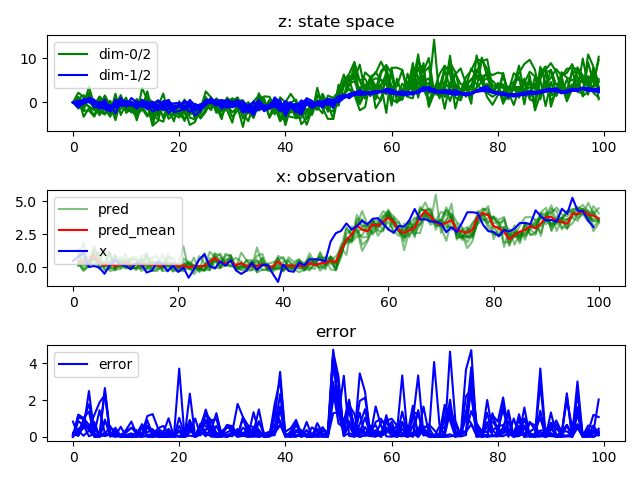 z: state space
dim-0/2
dim-1/2
10
0
0 20 40 60 80 100
x: observation
pred
pred_mean
x
5.0
2.5
0.0
0 20 40 60 80 100
error
error
4
2
0
0 20 40 60 80 100